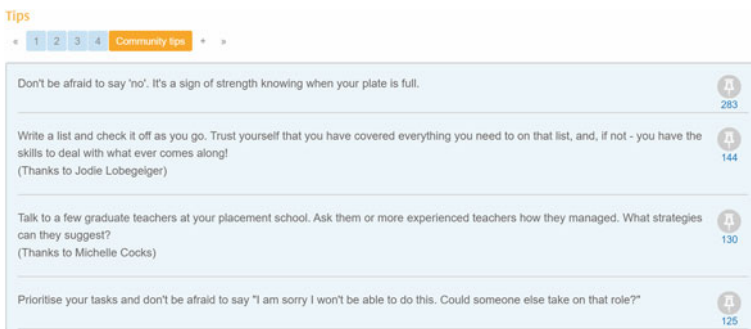 Tips
« 1 2 3 4 Community tips + »
Don't be afraid to say 'no'. It's a sign of strength knowing when your plate is full.
283
Write a list and check it off as you go. Trust yourself that you have covered everything you need to on that list, and, if not - you have the
skills to deal with what ever comes along!
144
(Thanks to Jodie Lobegeiger)
Talk to a few graduate teachers at your placement school. Ask them or more experienced teachers how they managed. What strategies
can they suggest?
130
(Thanks to Michelle Cocks)
Prioritise your tasks and don't be afraid to say "I am sorry I won't be able to do this. Could someone else take on that role?"
125